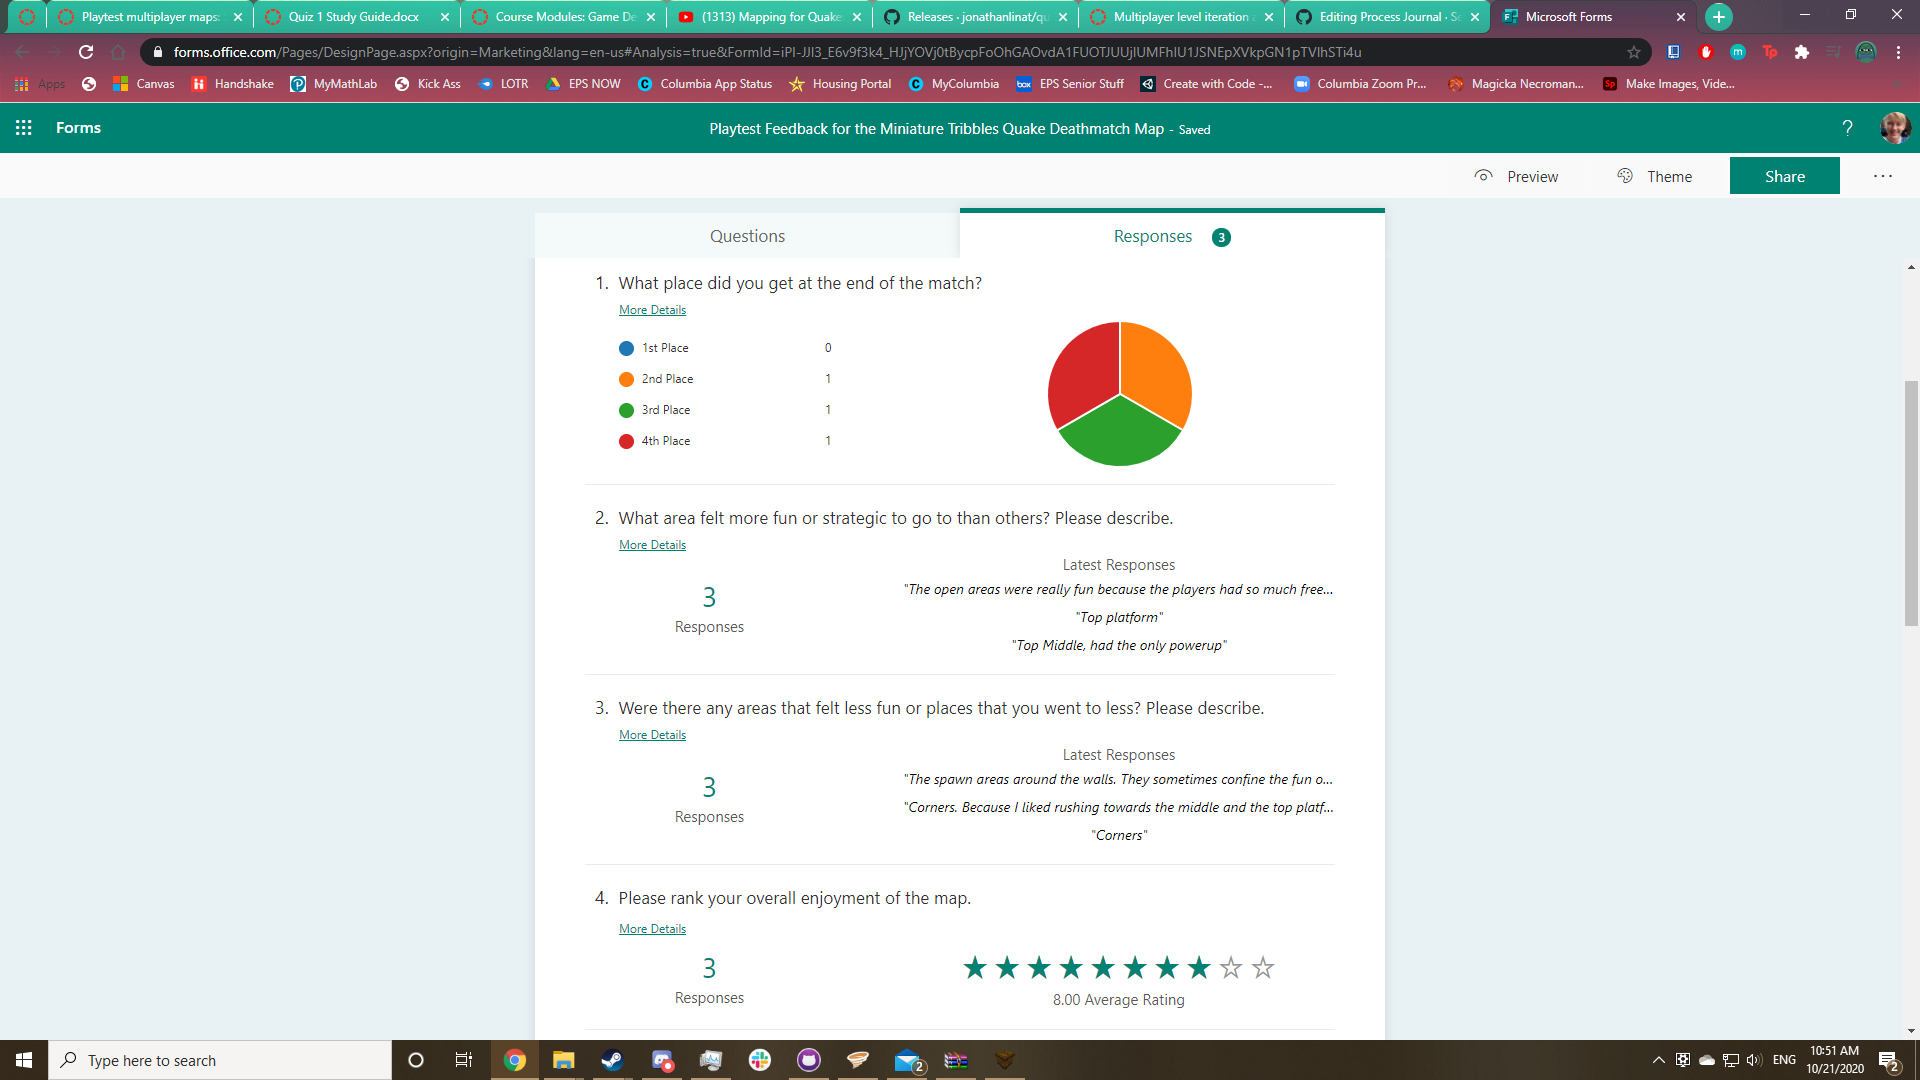 Playtest multiplayer maps:
Quiz 1 Study Guide.docx
Course Modules: Game De
(1313) Mapping for Quake
Releases · jonathanlinat/qu
Multiplayer level iteration a
Editing Process Journal · Se
Microsoft Forms
forms.office.com/Pages/DesignPage.aspx?origin=Marketing&lang=en-us#Analysis=true&FormId=iPI-JJI3_E6v9f3k4_HJjYOVj0tBycpFoOhGAOvdA1FUOTJUUjlUMFhIU1JSNEpXVkpGN1pTVlhSTi4u
Apps
Canvas
Handshake
MyMathLab
Kick Ass
LOTR
EPS NOW
Columbia App Status
Housing Portal
MyColumbia
box
EPS Senior Stuff
Create with Code -...
Columbia Zoom Pr...
Magicka Necroman...
Make Images, Vide...
Forms
Playtest Feedback for the Miniature Tribbles Quake Deathmatch Map - Saved
?
Preview
Theme
Share
...
Questions
Responses 3
1. What place did you get at the end of the match?
More Details
1st Place 0
2nd Place 1
3rd Place 1
4th Place 1
2. What area felt more fun or strategic to go to than others? Please describe.
More Details
3
Responses
Latest Responses
"The open areas were really fun because the players had so much free...
"Top platform"
"Top Middle, had the only powerup"
3. Were there any areas that felt less fun or places that you went to less? Please describe.
More Details
3
Responses
Latest Responses
"The spawn areas around the walls. They sometimes confine the fun o...
"Corners. Because I liked rushing towards the middle and the top platf...
"Corners"
4. Please rank your overall enjoyment of the map.
More Details
3
Responses
8.00 Average Rating
Type here to search
2
ENG
10:51 AM
10/21/2020
2